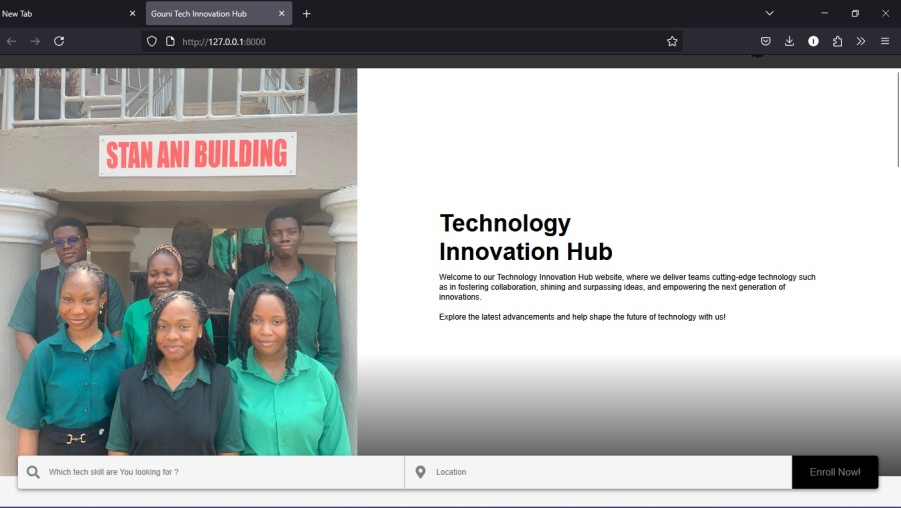 New Tab
Gouni Tech Innovation Hub
http://127.0.0.1:8000
STAN ANI BUILDING
Technology
Innovation Hub
Welcome to our Technology Innovation Hub website, where we deliver teams cutting-edge technology such
as in fostering collaboration, shining and surpassing ideas, and empowering the next generation of
innovations.
Explore the latest advancements and help shape the future of technology with us!
Which tech skill are You looking for ?
Location
Enroll Now!